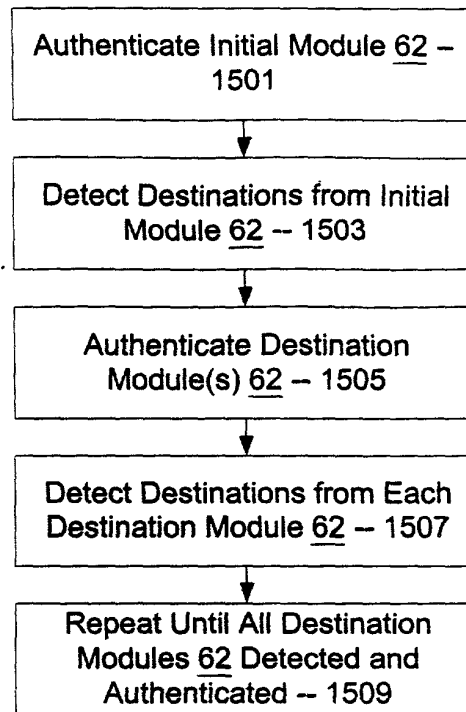 Authenticate Initial Module 62 –
1501
Detect Destinations from Initial
Module 62 -- 1503
Authenticate Destination
Module(s) 62 – 1505
Detect Destinations from Each
Destination Module 62 – 1507
Repeat Until All Destination
Modules 62 Detected and
Authenticated -- 1509